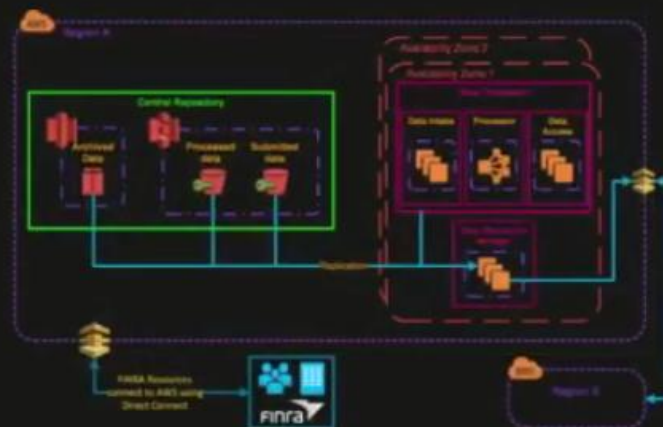 AWS
Region A
Availability Zone 2
Availability Zone 1
Central Repository
Data Intake
Processor
Data
Access
Archived
Data
Processed
data
Submitted
data
Replication
FINRA Resources
connect to AWS using
Direct Connect
Finra
AWS
Region B